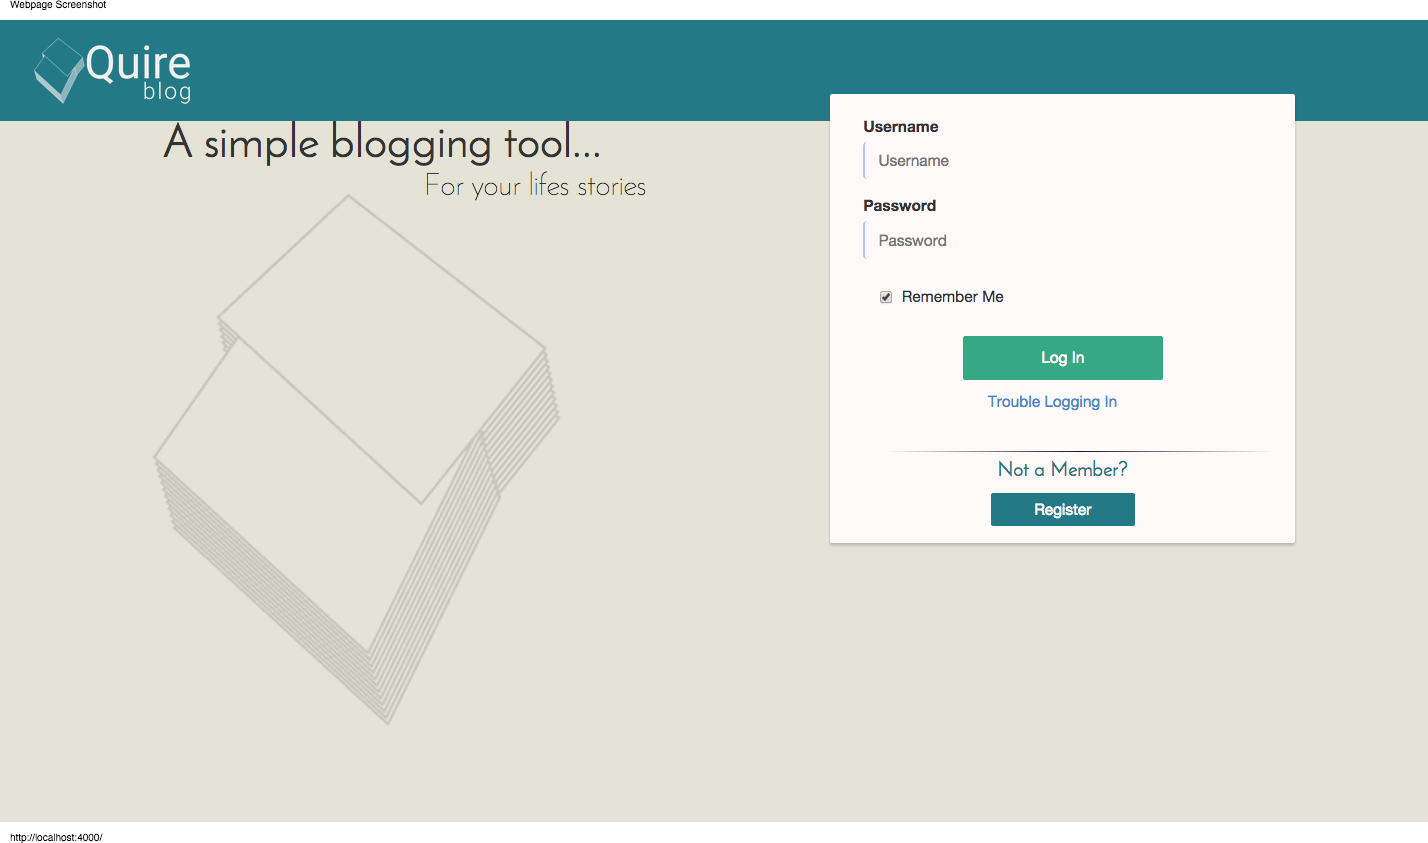 Webpage Screenshot
Quire
blog
A simple blogging tool...
For your lifes stories
Username
Username
Password
Password
Remember Me
Log In
Trouble Logging In
Not a Member?
Register
http://localhost:4000/